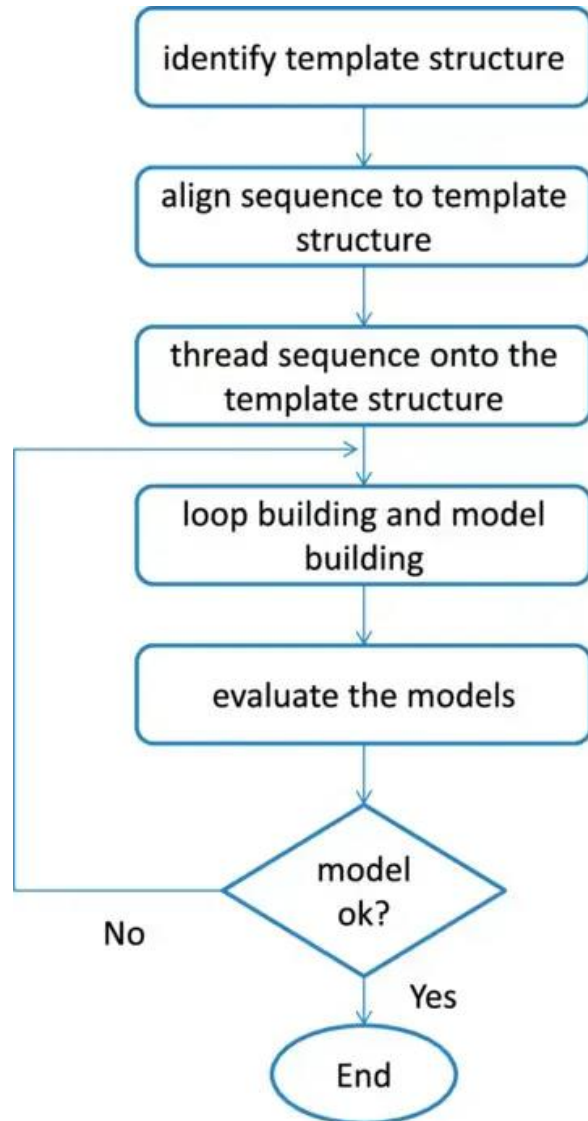 identify template structure
align sequence to template
structure
thread sequence onto the
template structure
loop building and model
building
evaluate the models
model
ok?
No
Yes
End